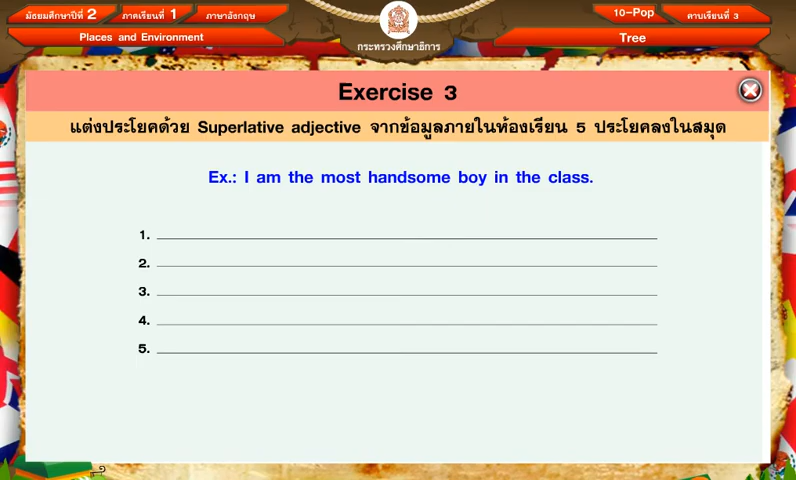 มัธยมศึกษาปีที่ 2 ภาคเรียนที่ 1 ภาษาอังกฤษ
Places and Environment
กระทรวงศึกษาธิการ
10-Pop คาบเรียนที่ 3
Tree
Exercise 3
แต่งประโยคด้วย Superlative adjective จากข้อมูลภายในห้องเรียน 5 ประโยคลงในสมุด
Ex.: I am the most handsome boy in the class.
1.
2.
3.
4.
5.